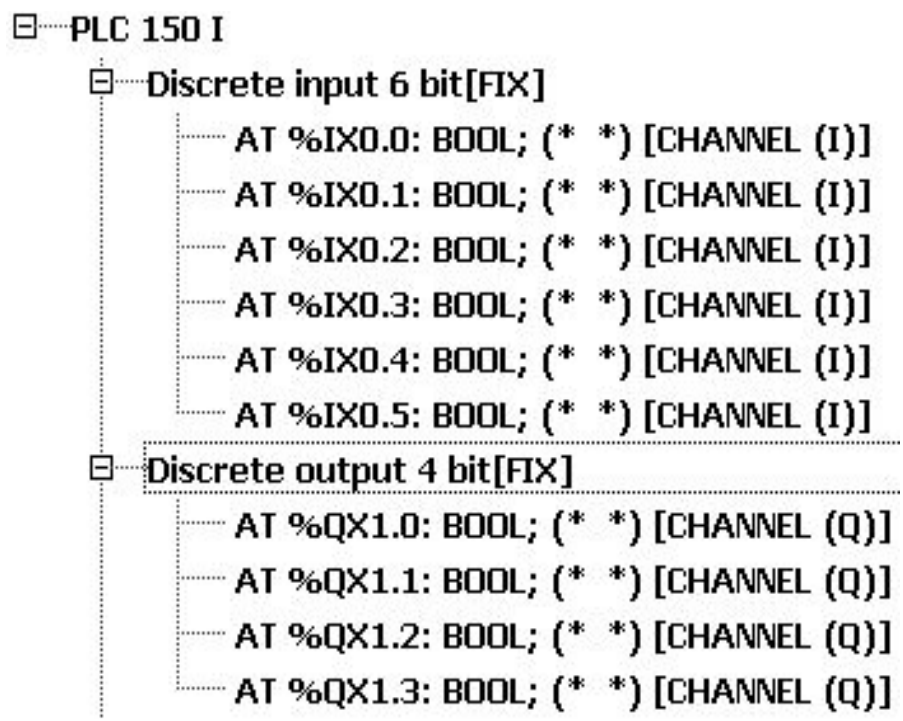 PLC 150 I
Discrete input 6 bit[FIX]
AT %IX0.0: BOOL; (* *) [CHANNEL (I)]
AT %IX0.1: BOOL; (* *) [CHANNEL (I)]
AT %IX0.2: BOOL; (* *) [CHANNEL (I)]
AT %IX0.3: BOOL; (* *) [CHANNEL (I)]
AT %IX0.4: BOOL; (* *) [CHANNEL (I)]
AT %IX0.5: BOOL; (* *) [CHANNEL (I)]
Discrete output 4 bit[FIX]
AT %QX1.0: BOOL; (* *) [CHANNEL (Q)]
AT %QX1.1: BOOL; (* *) [CHANNEL (Q)]
AT %QX1.2: BOOL; (* *) [CHANNEL (Q)]
AT %QX1.3: BOOL; (* *) [CHANNEL (Q)]